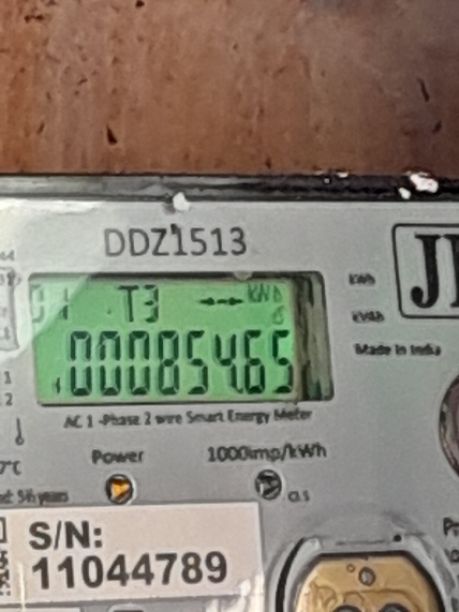 DDZ1513
01 T3 kWh
00085465
kWh
kVAh
Made in India
AC 1 -Phase 2 wire Smart Energy Meter
Power 1000imp/kWh
S/N:
11044789